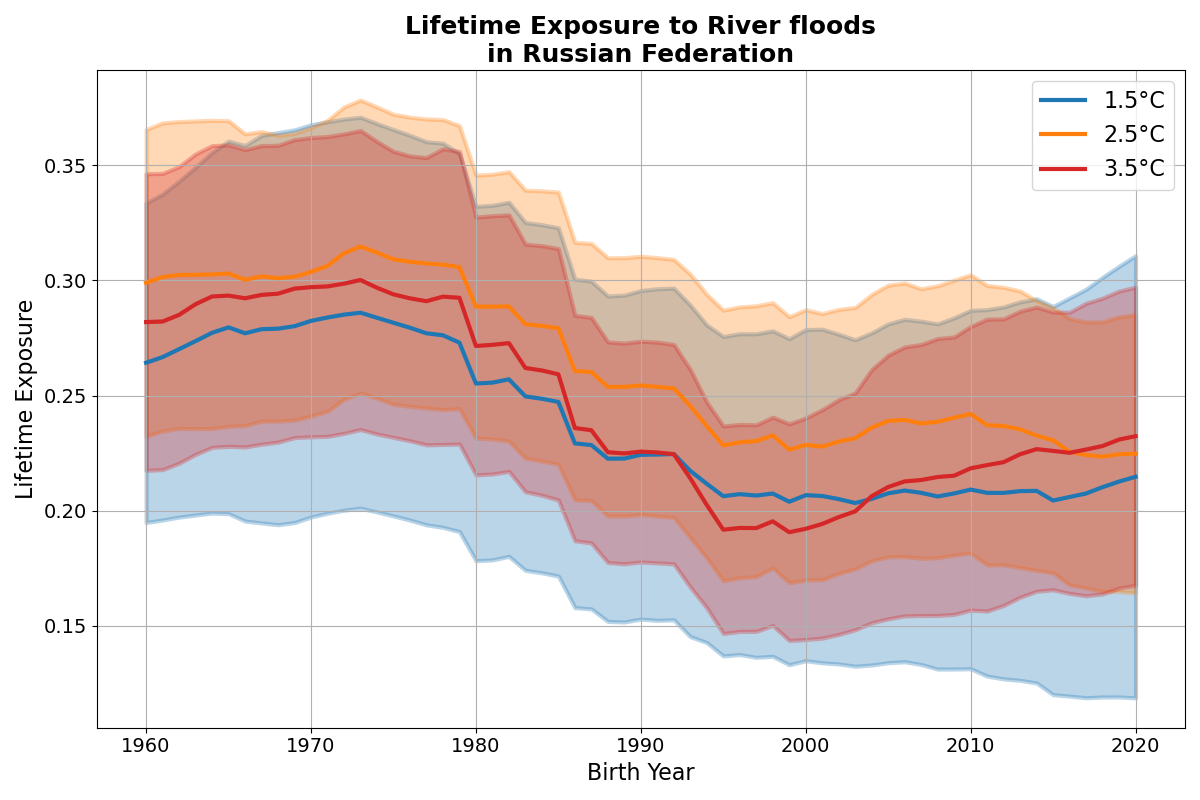 Lifetime Exposure to River floods
in Russian Federation
1.5°C
2.5°C
3.5°C
Lifetime Exposure
0.35
0.30
0.25
0.20
0.15
1960
1970
1980
1990
2000
2010
2020
Birth Year